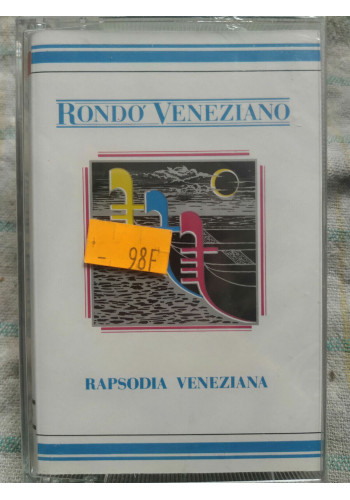 RONDO' VENEZIANO
+
- 98F
RAPSODIA VENEZIANA